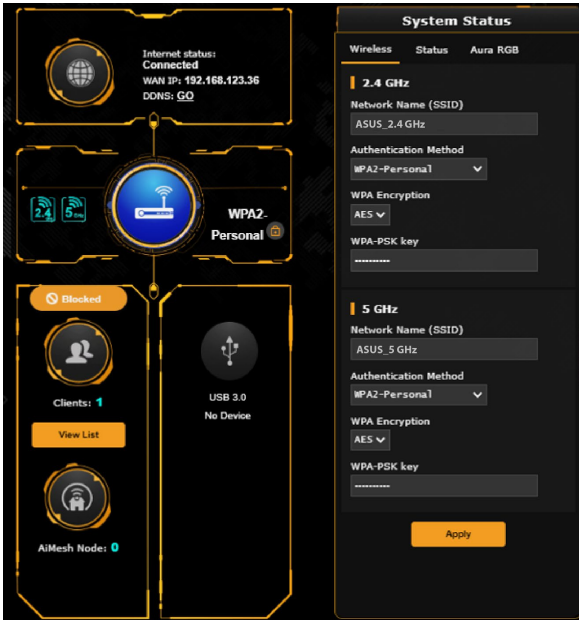 Internet status:
Connected
WAN IP: 192.168.123.36
DDNS: GO
2.4
5 GHz
WPA2-
Personal
Blocked
Clients: 1
View List
AiMesh Node: 0
USB 3.0
No Device
System Status
Wireless Status Aura RGB
2.4 GHz
Network Name (SSID)
ASUS_2.4 GHz
Authentication Method
WPA2-Personal
WPA Encryption
AES
WPA-PSK key
----------
5 GHz
Network Name (SSID)
ASUS_5 GHz
Authentication Method
WPA2-Personal
WPA Encryption
AES
WPA-PSK key
----------
Apply